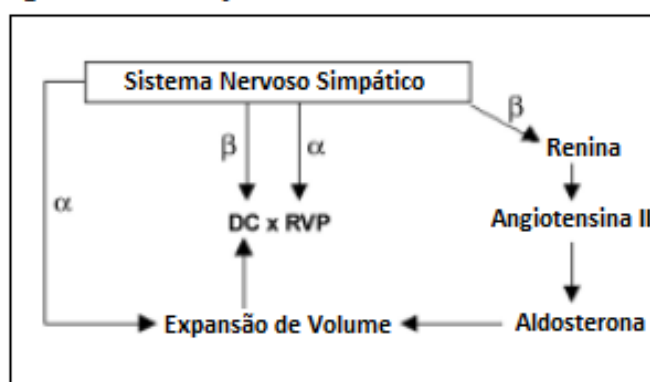 Sistema Nervoso Simpático
β
β
α
Renina
α
DC x RVP
Angiotensina II
Expansão de Volume
Aldosterona